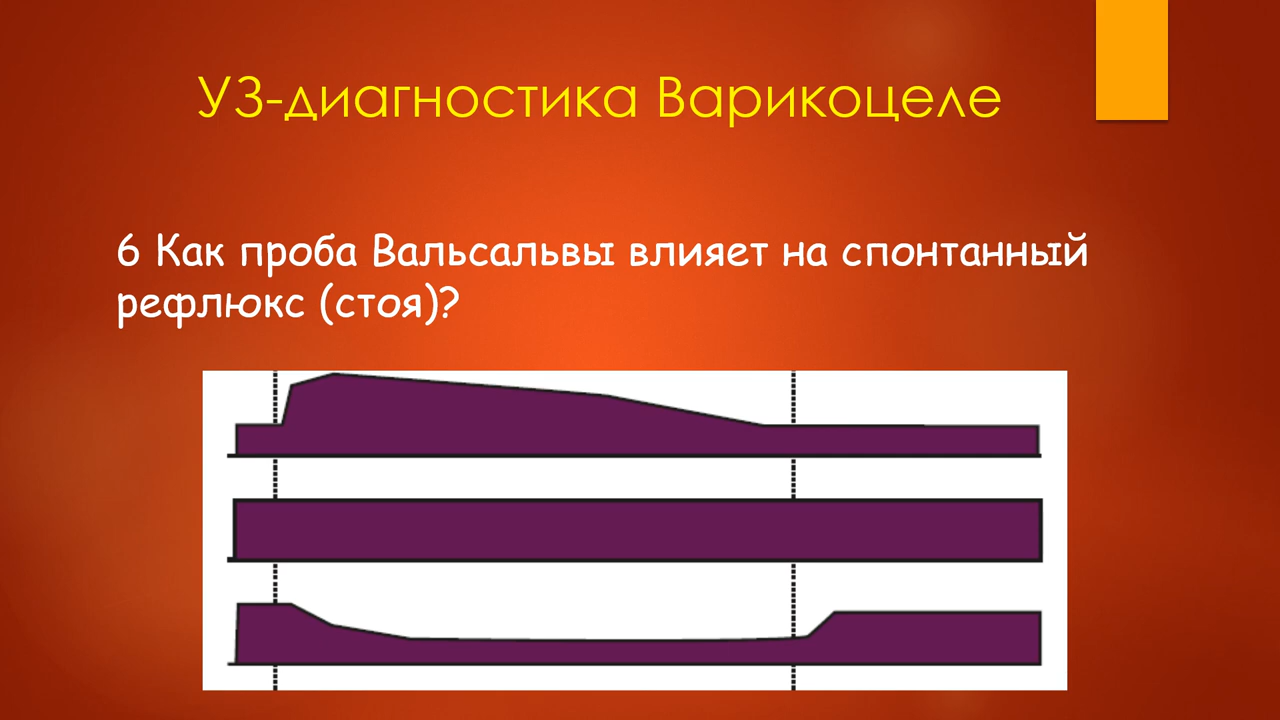 УЗ-диагностика Варикоцеле
6 Как проба Вальсальвы влияет на спонтанный
рефлюкс (стоя)?